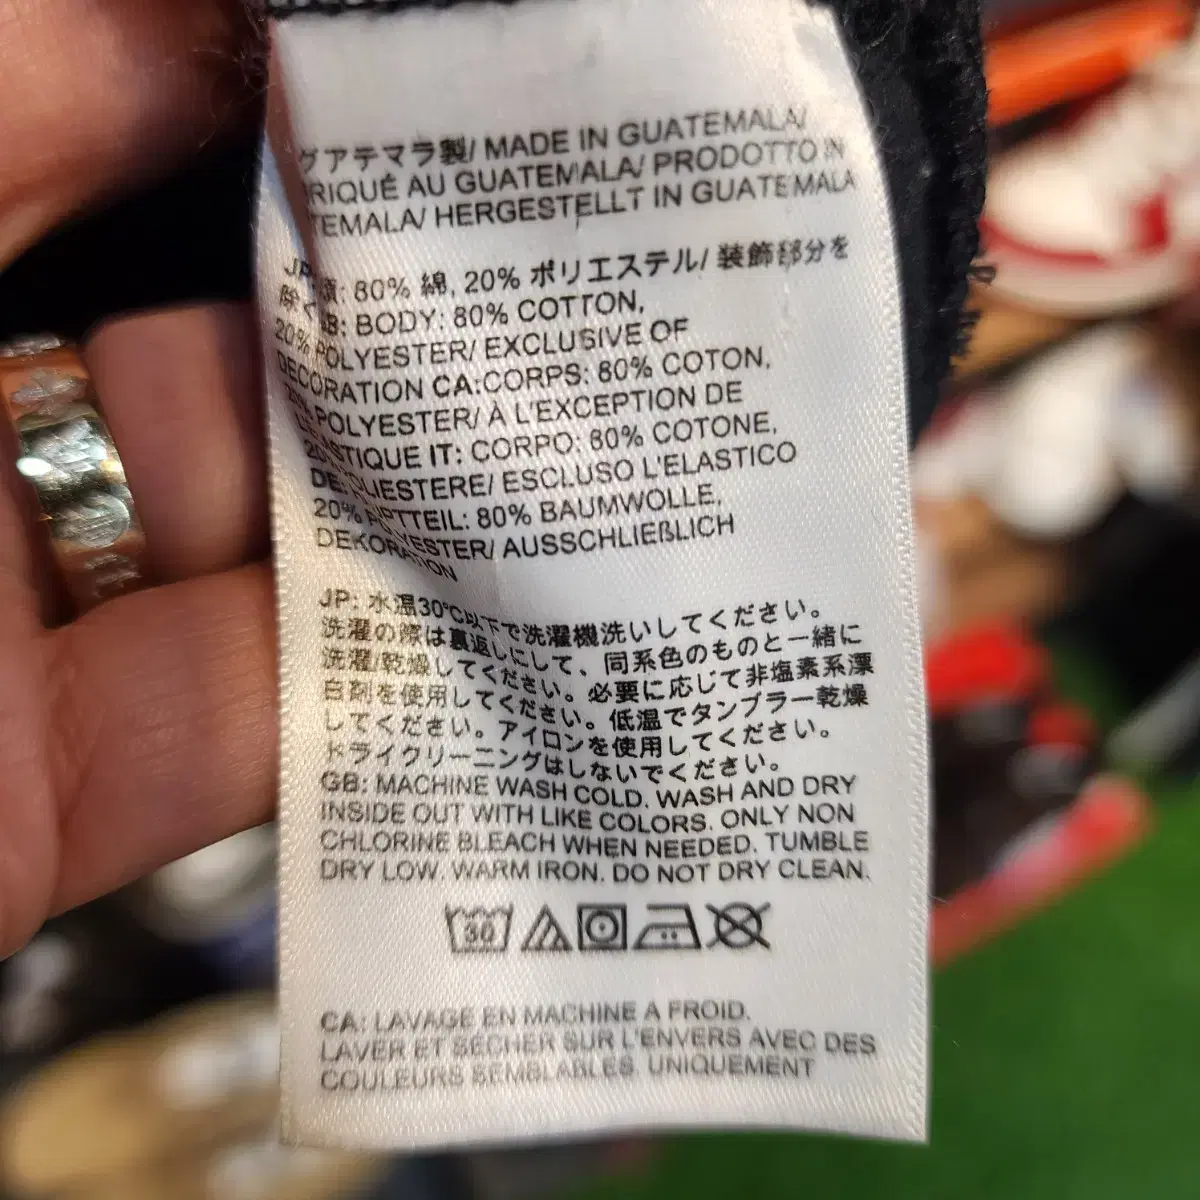 グアテマラ製/ MADE IN GUATEMALA/
RIQUÉ AU GUATEMALA/ PRODOTTO IN
TEMALA/ HERGESTELLT IN GUATEMALA
JP: 80% 綿, 20% ポリエステル/ 装飾部分を
除く GB: BODY: 80% COTTON,
20% POLYESTER/ EXCLUSIVE OF
DECORATION CA:CORPS: 80% COTON,
20% POLYESTER/ À L'EXCEPTION DE
L'ÉLASTIQUE IT: CORPO: 80% COTONE,
20% POLIESTERE/ ESCLUSO L'ELASTICO
DE: HAUPTTEIL: 80% BAUMWOLLE,
20% POLYESTER/ AUSSCHLIEßLICH
DEKORATION
JP: 水温30℃以下で洗濯機洗いしてください。
洗濯の際は裏返しにして、同系色のものと一緒に
洗濯/乾燥してください。必要に応じて非塩素系漂
白剤を使用してください。低温でタンブラー乾燥
してください。アイロンを使用してください。
ドライクリーニングはしないでください。
GB: MACHINE WASH COLD. WASH AND DRY
INSIDE OUT WITH LIKE COLORS. ONLY NON
CHLORINE BLEACH WHEN NEEDED. TUMBLE
DRY LOW. WARM IRON. DO NOT DRY CLEAN.
30
CA: LAVAGE EN MACHINE A FROID.
LAVER ET SECHER SUR L'ENVERS AVEC DES
COULEURS SEMBLABLES. UNIQUEMENT